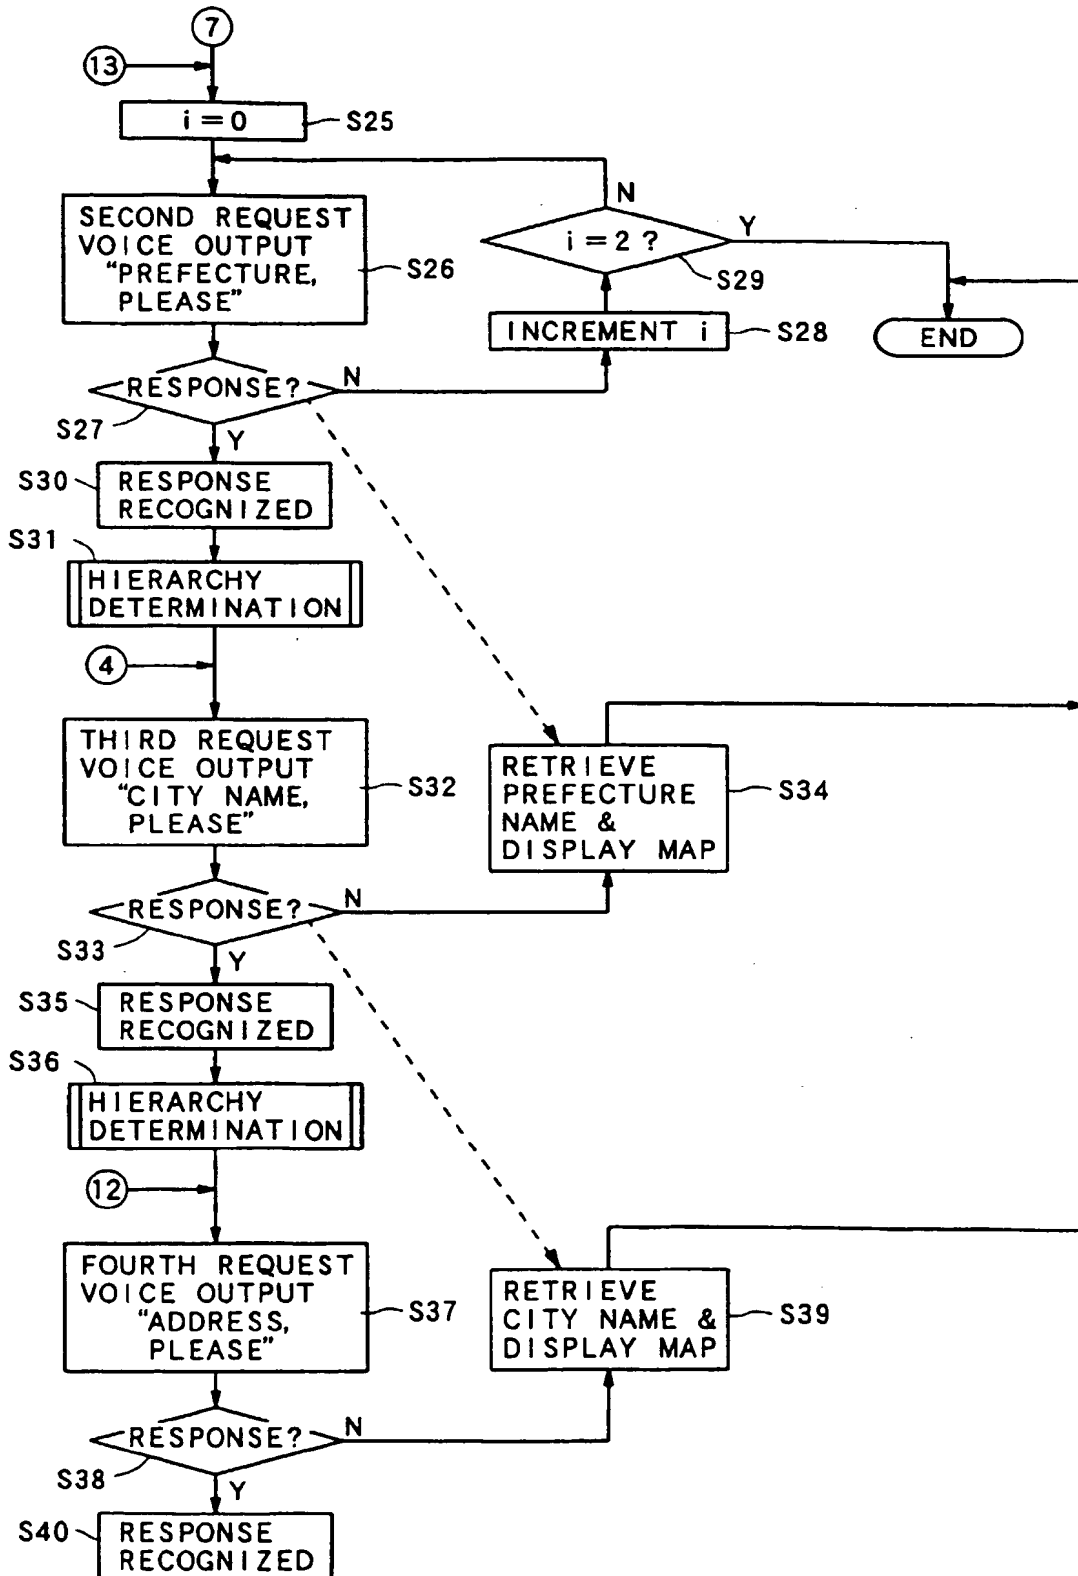 7
13
i=0
S25
SECOND REQUEST
VOICE OUTPUT
"PREFECTURE,
PLEASE"
S26
N
i=2?
Y
S29
INCREMENT i
S28
END
RESPONSE?
N
S27
Y
S30
RESPONSE
RECOGNIZED
S31
HIERARCHY
DETERMINATION
4
THIRD REQUEST
VOICE OUTPUT
"CITY NAME,
PLEASE"
S32
RETRIEVE
PREFECTURE
NAME &
DISPLAY MAP
S34
RESPONSE?
N
S33
Y
S35
RESPONSE
RECOGNIZED
S36
HIERARCHY
DETERMINATION
12
FOURTH REQUEST
VOICE OUTPUT
"ADDRESS,
PLEASE"
S37
RETRIEVE
CITY NAME &
DISPLAY MAP
S39
RESPONSE?
N
S38
Y
S40
RESPONSE
RECOGNIZED